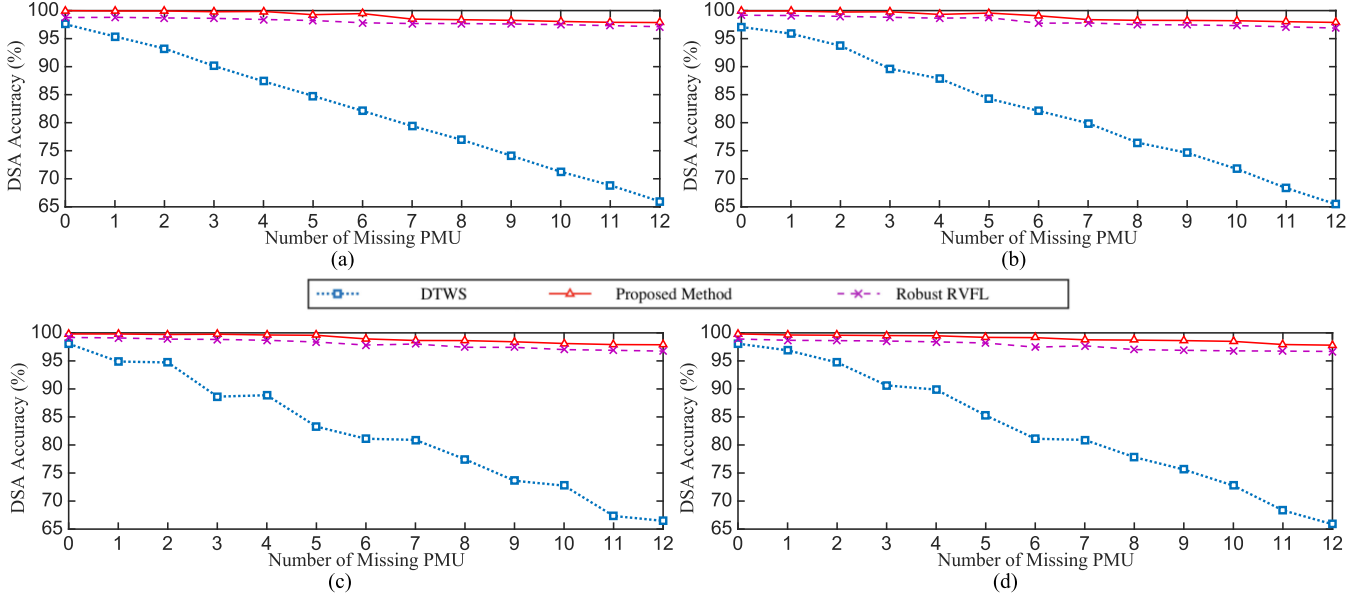 DSA Accuracy (%)
100
95
90
85
80
75
70
65
0 1 2 3 4 5 6 7 8 9 10 11 12
Number of Missing PMU
(a)
DSA Accuracy (%)
100
95
90
85
80
75
70
65
0 1 2 3 4 5 6 7 8 9 10 11 12
Number of Missing PMU
(b)
DTWS Proposed Method Robust RVFL
DSA Accuracy (%)
100
95
90
85
80
75
70
65
0 1 2 3 4 5 6 7 8 9 10 11 12
Number of Missing PMU
(c)
DSA Accuracy (%)
100
95
90
85
80
75
70
65
0 1 2 3 4 5 6 7 8 9 10 11 12
Number of Missing PMU
(d)